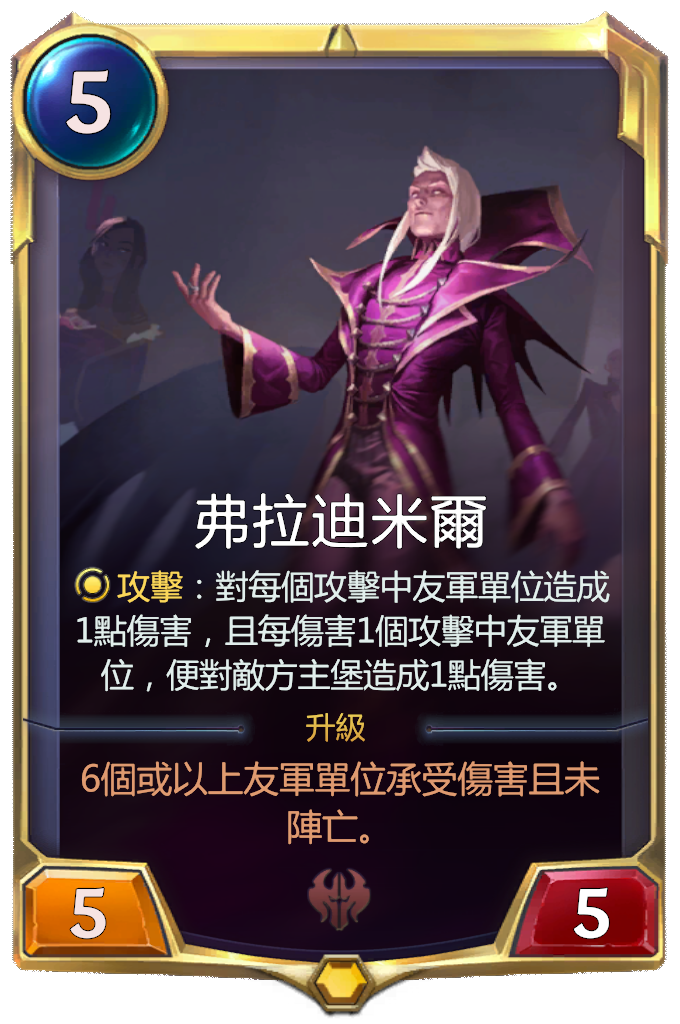 5
弗拉迪米爾
攻擊：對每個攻擊中友軍單位造成
1點傷害，且每傷害1個攻擊中友軍單
位，便對敵方主堡造成1點傷害。
升級
6個或以上友軍單位承受傷害且未
陣亡。
5 5